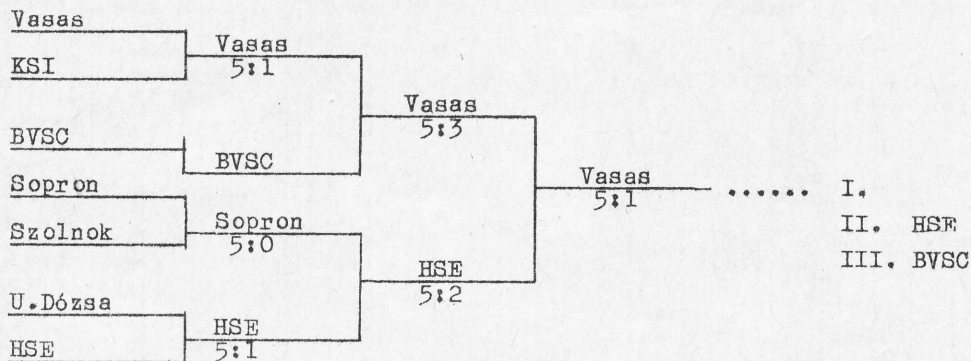 Vasas
KSI
BVSC
Sopron
Szolnok
U.Dózsa
HSE
Vasas
5:1
BVSC
Sopron
5:0
HSE
5:1
Vasas
5:3
HSE
5:2
Vasas
5:1
...... I.
II. HSE
III. BVSC